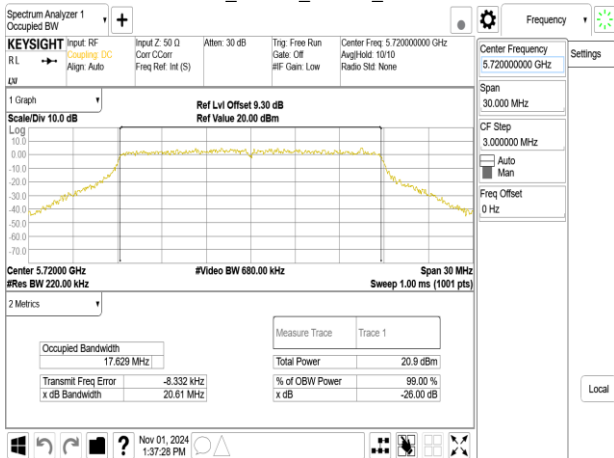 Spectrum Analyzer 1
Occupied BW
+
Frequency
KEYSIGHT
RL
LXI
Input: RF
Coupling: DC
Align: Auto
Input Z: 50 Ω
Corr CCorr
Freq Ref: Int (S)
Atten: 30 dB
Trig: Free Run
Gate: Off
#IF Gain: Low
Center Freq: 5.720000000 GHz
Avg|Hold: 10/10
Radio Std: None
Center Frequency
5.720000000 GHz
Settings
Span
30.000 MHz
CF Step
3.000000 MHz
Auto
Man
Freq Offset
0 Hz
Local
1 Graph
Scale/Div 10.0 dB
Ref Lvl Offset 9.30 dB
Ref Value 20.00 dBm
Log
10.0
0.00
-10.0
-20.0
-30.0
-40.0
-50.0
-60.0
-70.0
Center 5.72000 GHz
#Res BW 220.00 kHz
#Video BW 680.00 kHz
Span 30 MHz
Sweep 1.00 ms (1001 pts)
2 Metrics
Occupied Bandwidth
17.629 MHz
Transmit Freq Error -8.332 kHz
x dB Bandwidth 20.61 MHz
Measure Trace Trace 1
Total Power 20.9 dBm
% of OBW Power 99.00 %
x dB -26.00 dB
?
Nov 01, 2024
1:37:28 PM